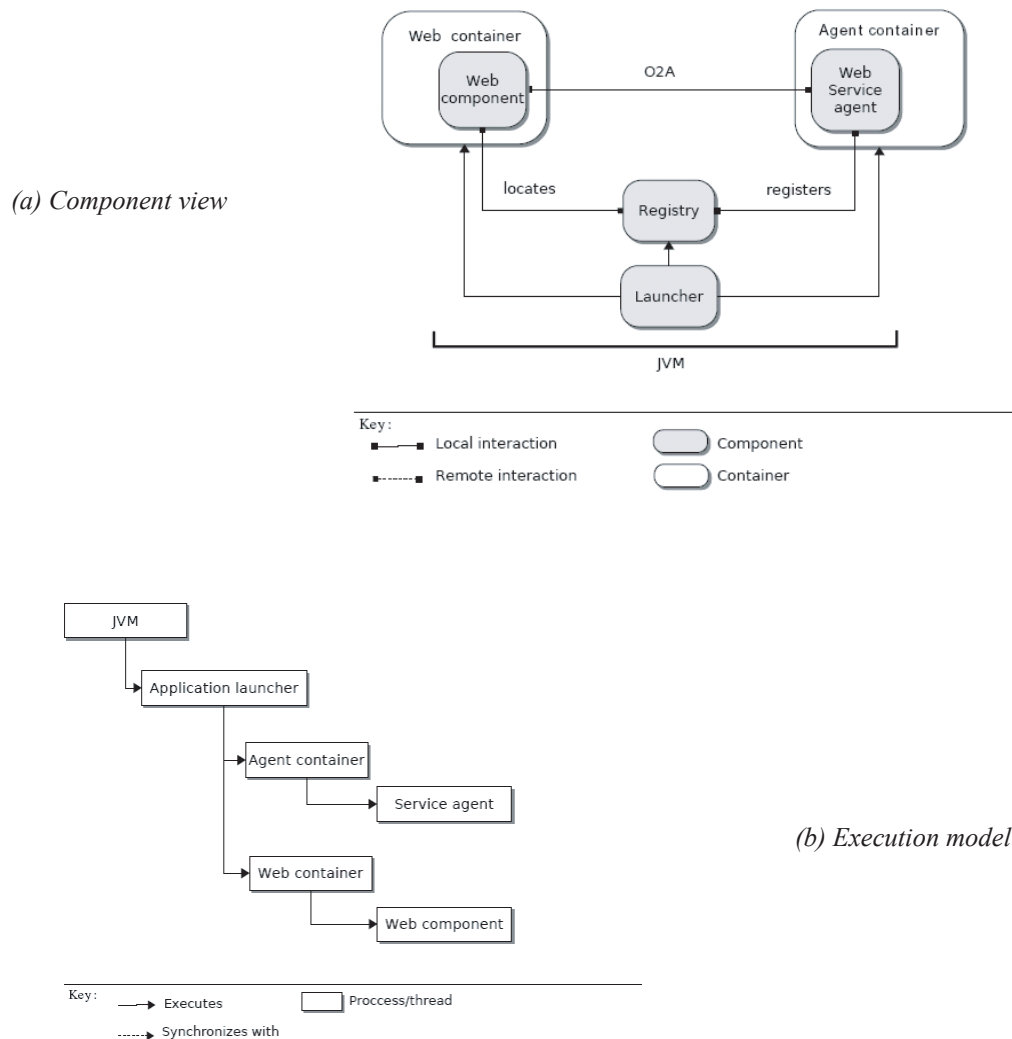 Web container
Agent container
Web
component
O2A
Web
Service
agent
(a) Component view
locates
Registry
registers
Launcher
JVM
Key:
Local interaction
Component
Remote interaction
Container
JVM
Application launcher
Agent container
Service agent
(b) Execution model
Web container
Web component
Key:
Executes
Proccess/thread
Synchronizes with